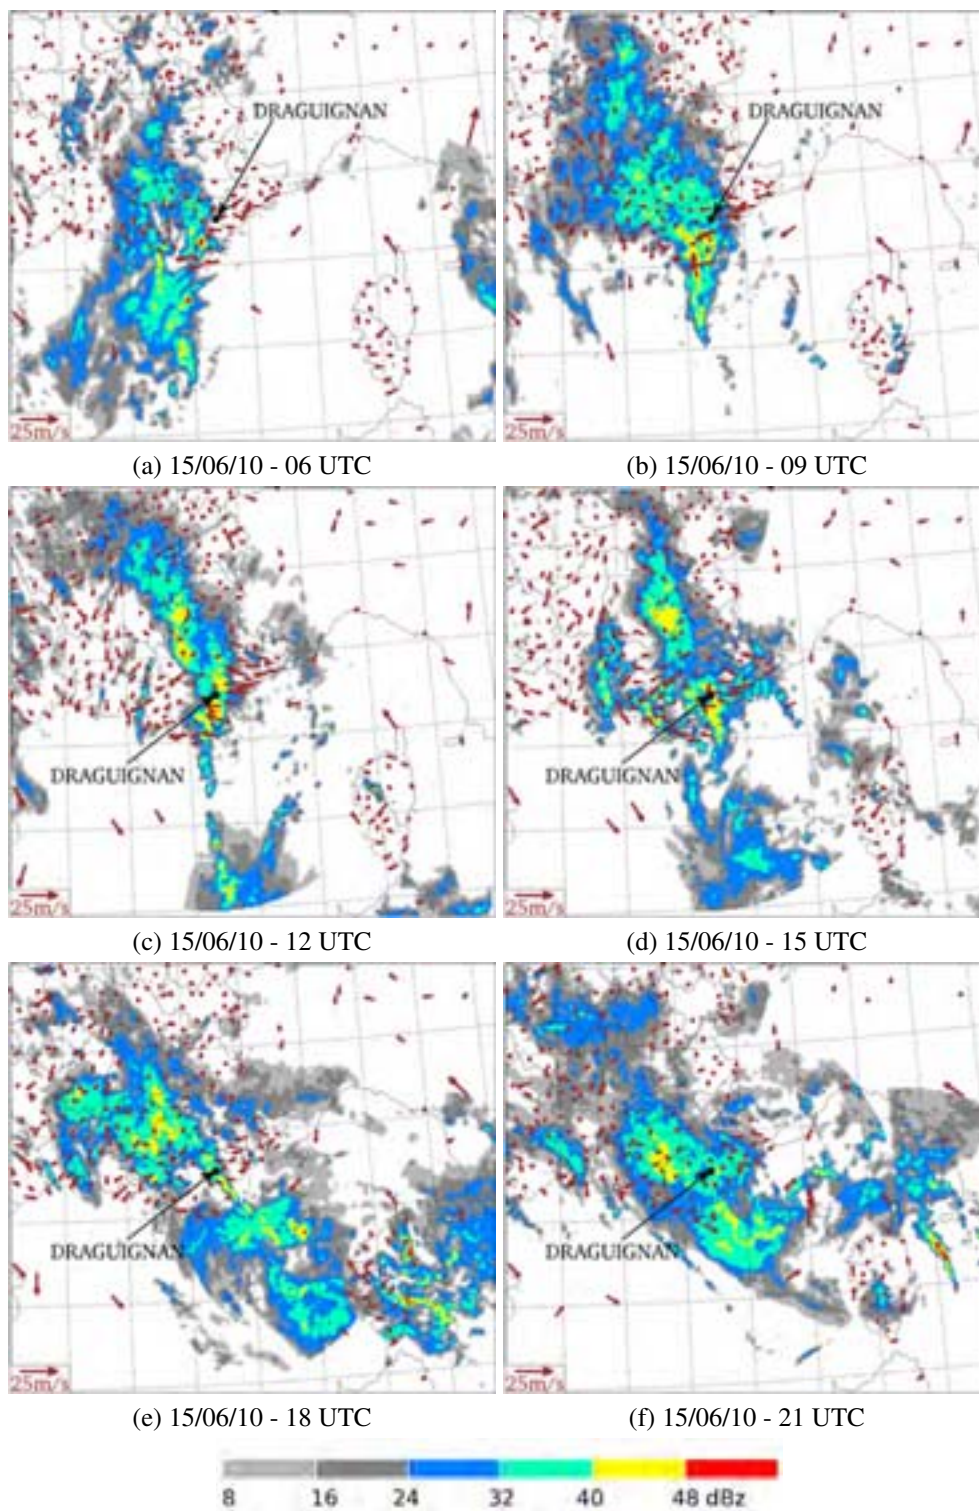 DRAGUIGNAN
25m/s
(a) 15/06/10 - 06 UTC
DRAGUIGNAN
25m/s
(b) 15/06/10 - 09 UTC
DRAGUIGNAN
25m/s
(c) 15/06/10 - 12 UTC
DRAGUIGNAN
25m/s
(d) 15/06/10 - 15 UTC
DRAGUIGNAN
25m/s
(e) 15/06/10 - 18 UTC
DRAGUIGNAN
25m/s
(f) 15/06/10 - 21 UTC
8 16 24 32 40 48 dBz